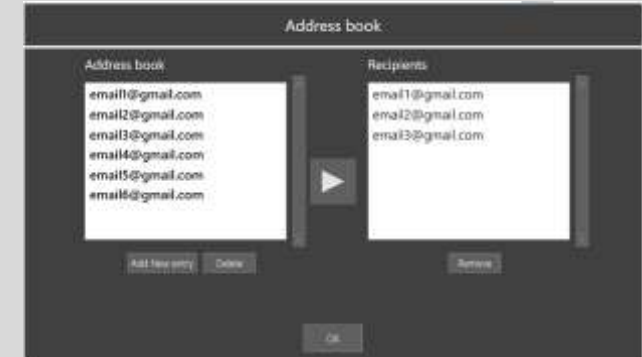 Address book
Address book
email1@gmail.com
email2@gmail.com
email3@gmail.com
email4@gmail.com
email5@gmail.com
email6@gmail.com
Add New entry
Delete
Recipients
email1@gmail.com
email2@gmail.com
email3@gmail.com
Remove
OK